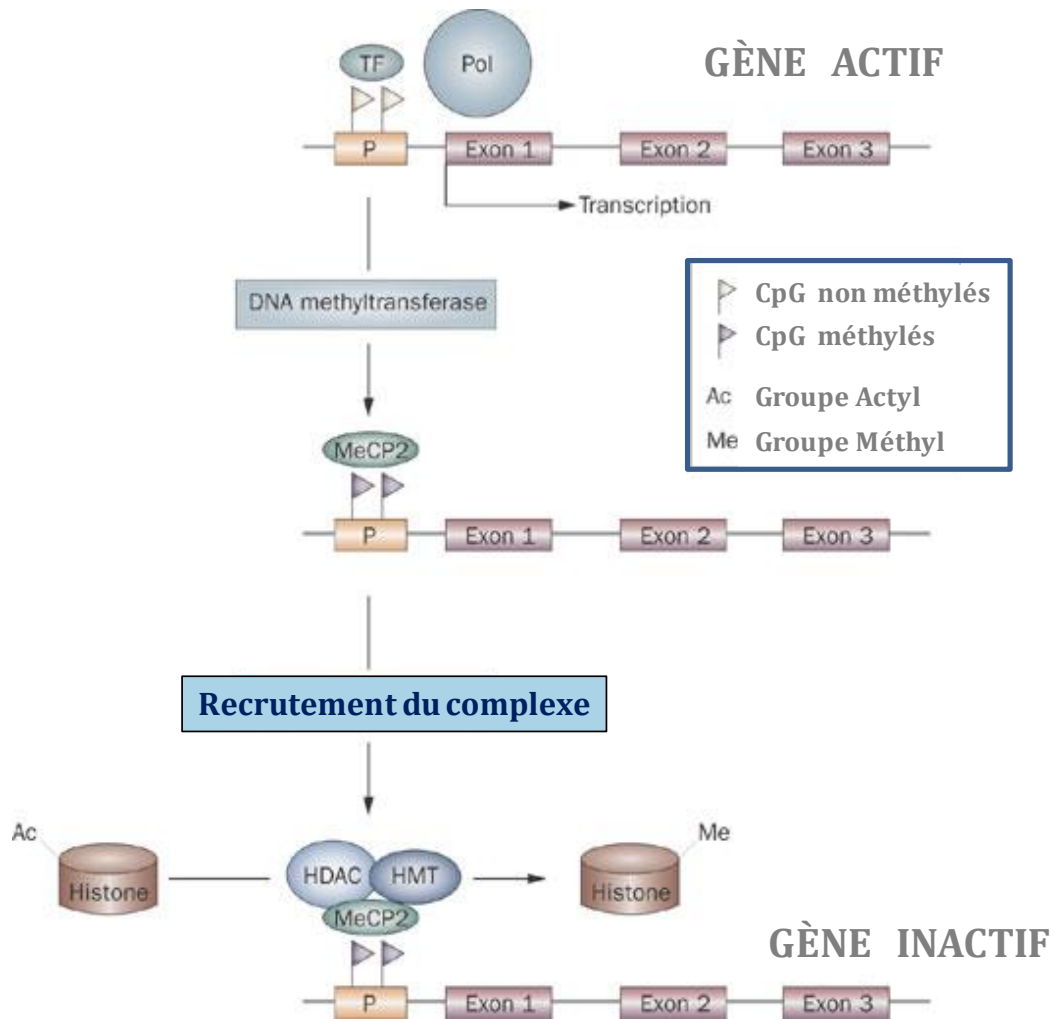 TF
Pol
GÈNE ACTIF
P
Exon 1
Exon 2
Exon 3
Transcription
DNA methyltransferase
CpG non méthylés
CpG méthylés
Ac Groupe Actyl
Me Groupe Méthyl
MeCP2
P
Exon 1
Exon 2
Exon 3
Recrutement du complexe
Ac
Histone
HDAC
HMT
MeCP2
Me
Histone
GÈNE INACTIF
P
Exon 1
Exon 2
Exon 3